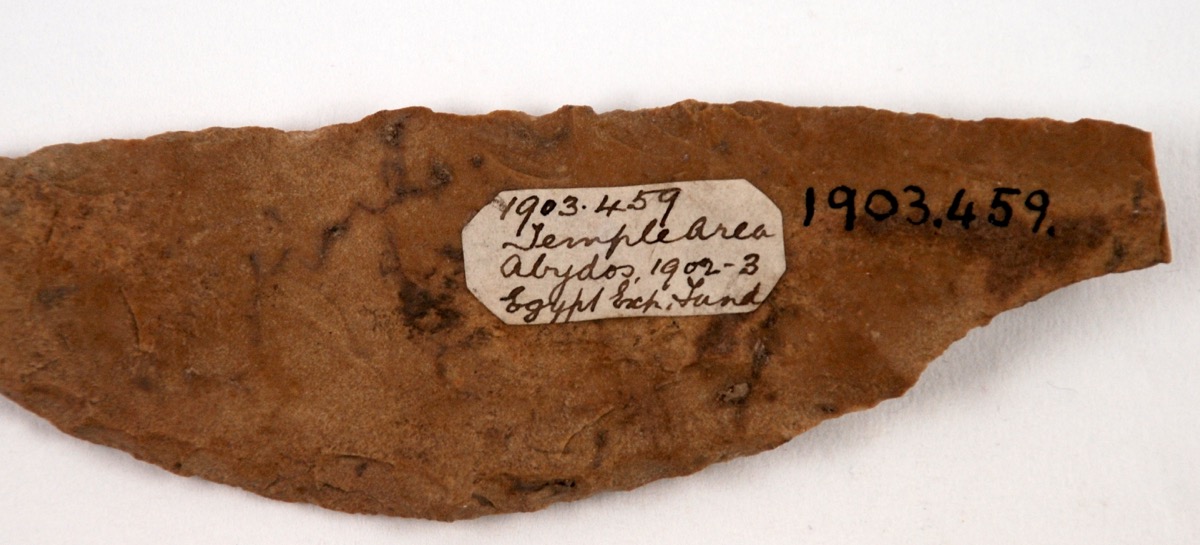 1903.459
Temple Area
Abydos, 1902-3
Egypt Exp. Fund
1903.459.